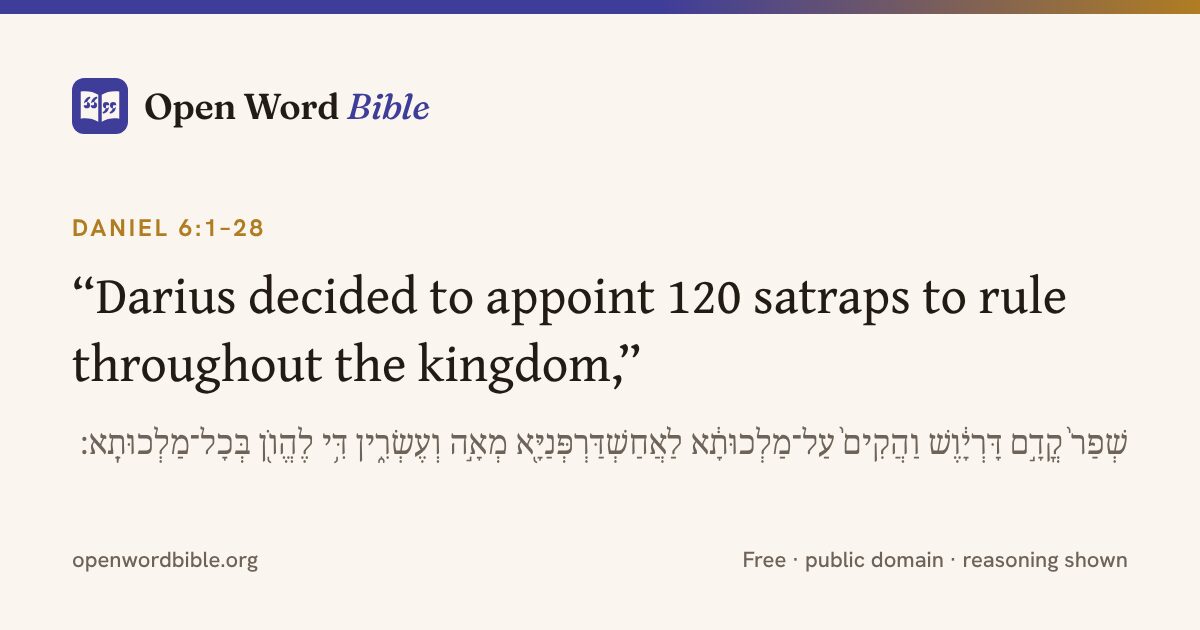 Open Word Bible
DANIEL 6:1–28
“Darius decided to appoint 120 satraps to rule
throughout the kingdom,”
שְׁפַר֙ קֳדָ֣ם דָּרְיָ֔וֶשׁ וַהֲקִים֙ עַל־מַלְכוּתָ֔א לַאֲחַשְׁדַּרְפְּנַיָּ֖א מְאָ֣ה וְעֶשְׂרִ֑ין דִּ֥י לֶהֱוֺ֖ן בְּכָל־מַלְכוּתָֽא׃
openwordbible.org
Free · public domain · reasoning shown